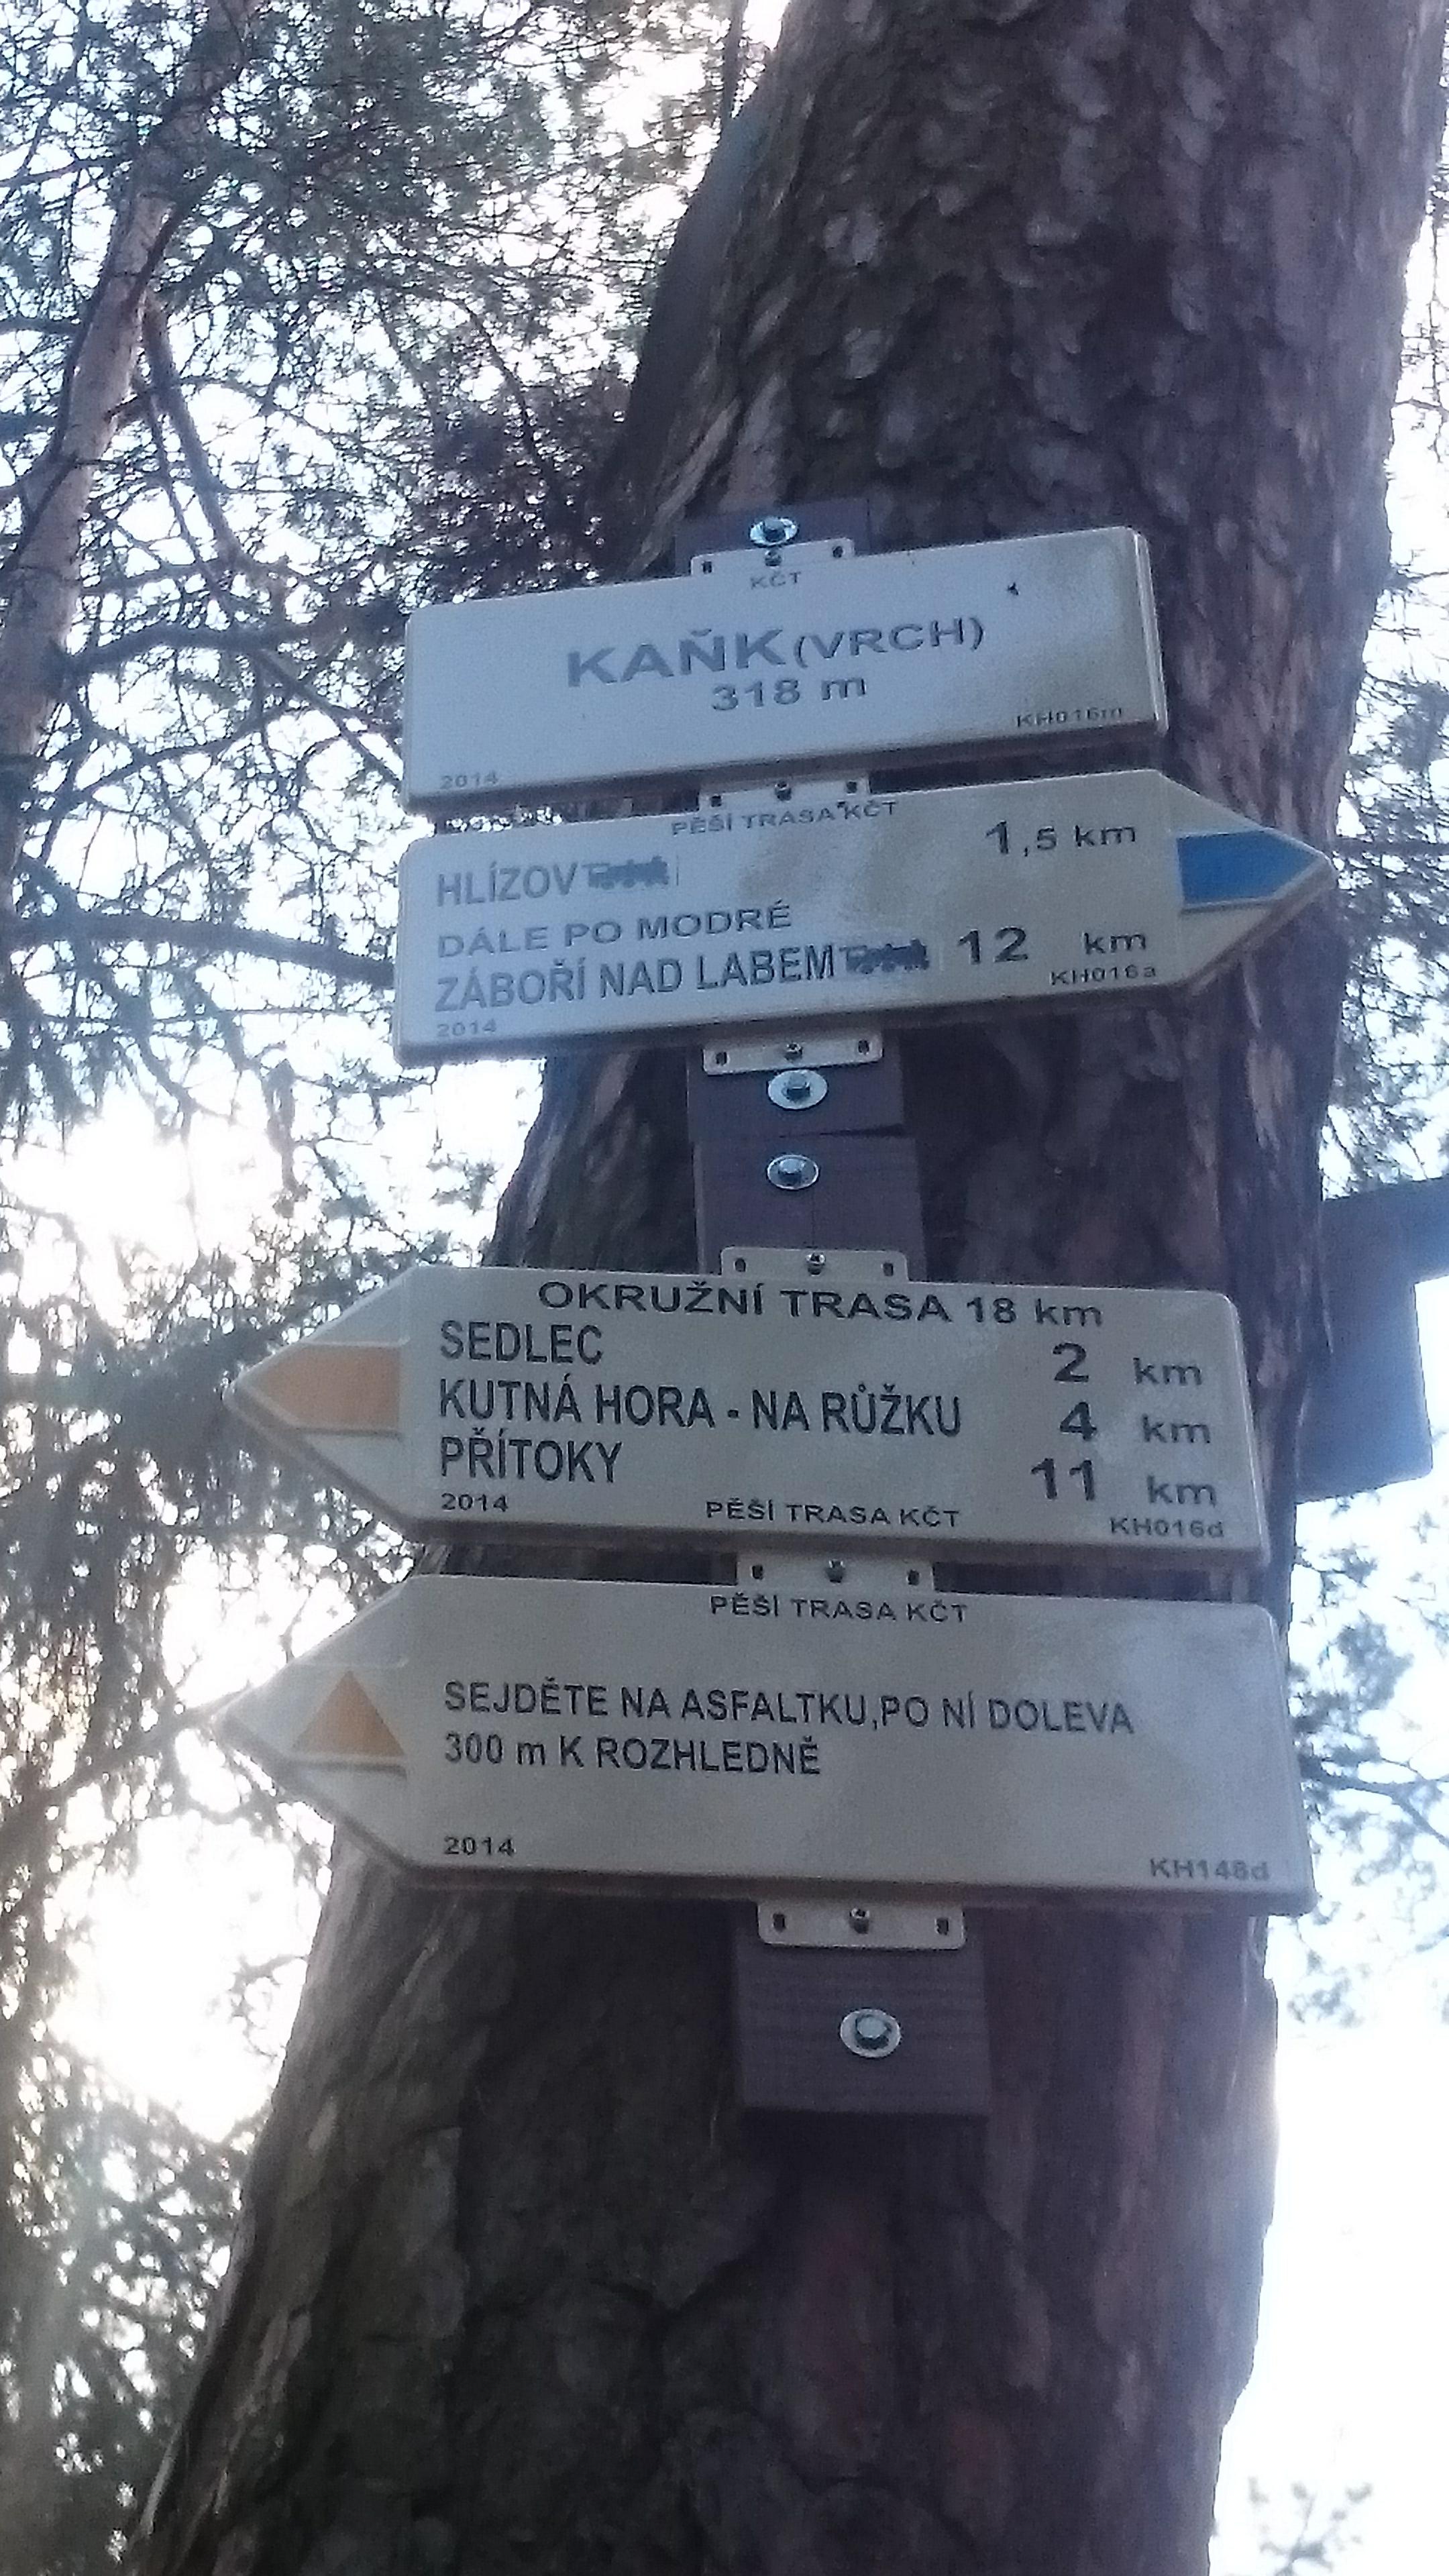 KČT
KAŇK (VRCH)
318 m
2014 KH016m
PĚŠÍ TRASA KČT
HLÍZOV 1,5 km
DÁLE PO MODRÉ
ZÁBOŘÍ NAD LABEM 12 km
2014 KH016a
OKRUŽNÍ TRASA 18 km
SEDLEC 2 km
KUTNÁ HORA - NA RŮŽKU 4 km
PŘÍTOKY 11 km
2014 PĚŠÍ TRASA KČT KH016d
PĚŠÍ TRASA KČT
SEJDĚTE NA ASFALTKU,PO NÍ DOLEVA
300 m K ROZHLEDNĚ
2014 KH148d